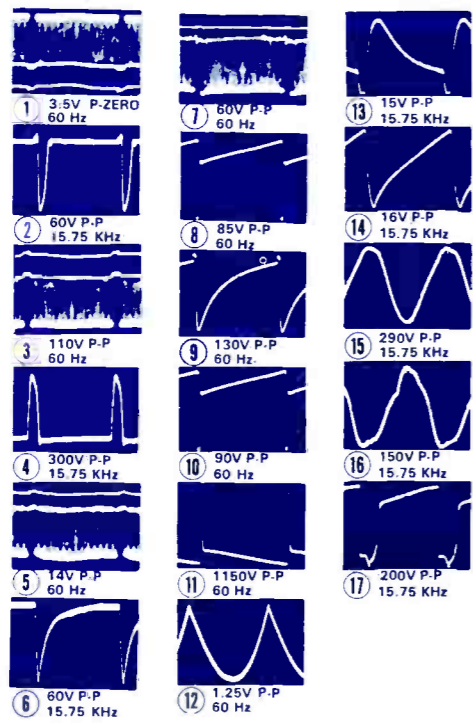 1 3.5V P-ZERO
60 Hz
2 60V P-P
15.75 KHz
3 110V P-P
60 Hz
4 300V P-P
15.75 KHz
5 14V P-P
60 Hz
6 60V P-P
15.75 KHz
7 60V P-P
60 Hz
8 85V P-P
60 Hz
9 130V P-P
60 Hz.
10 90V P-P
60 Hz
11 1150V P-P
60 Hz
12 1.25V P-P
60 Hz
13 15V P-P
15.75 KHz
14 16V P-P
15.75 KHz
15 290V P-P
15.75 KHz
16 150V P-P
15.75 KHz
17 200V P-P
15.75 KHz